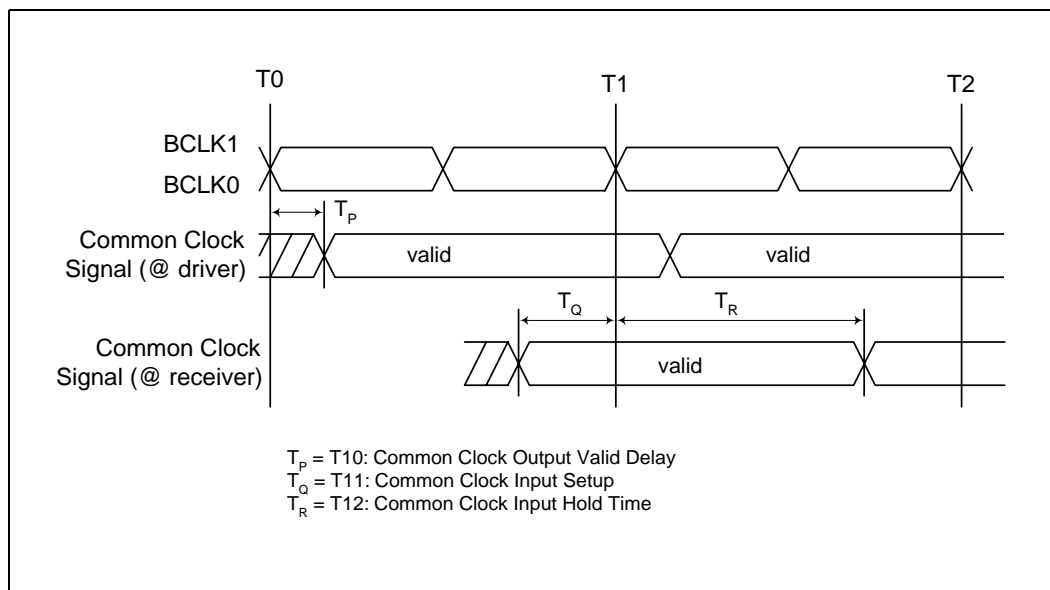 T0 T1 T2
BCLK1
BCLK0
TP
Common Clock
Signal (@ driver)
valid valid
TQ TR
Common Clock
Signal (@ receiver)
valid
TP = T10: Common Clock Output Valid Delay
TQ = T11: Common Clock Input Setup
TR = T12: Common Clock Input Hold Time